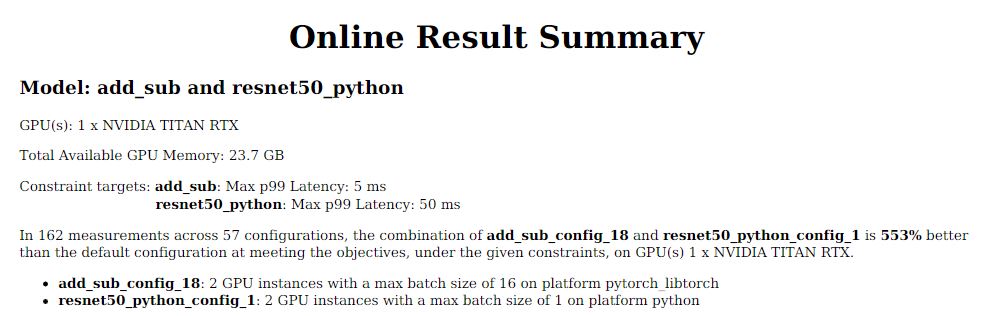 Online Result Summary
Model: add_sub and resnet50_python
GPU(s): 1 x NVIDIA TITAN RTX
Total Available GPU Memory: 23.7 GB
Constraint targets: add_sub: Max p99 Latency: 5 ms
resnet50_python: Max p99 Latency: 50 ms
In 162 measurements across 57 configurations, the combination of add_sub_config_18 and resnet50_python_config_1 is 553% better
than the default configuration at meeting the objectives, under the given constraints, on GPU(s) 1 x NVIDIA TITAN RTX.
• add_sub_config_18: 2 GPU instances with a max batch size of 16 on platform pytorch_libtorch
• resnet50_python_config_1: 2 GPU instances with a max batch size of 1 on platform python